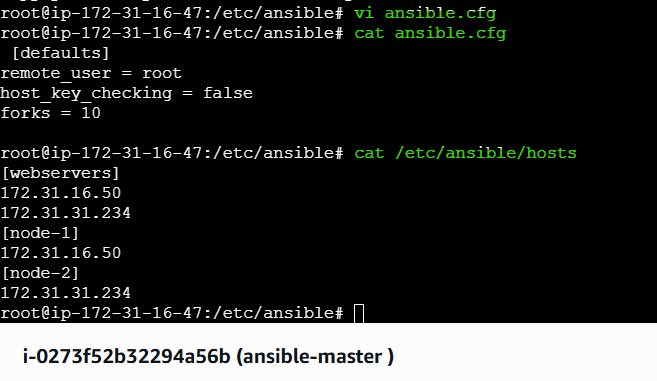 root@ip-172-31-16-47:/etc/ansible# vi ansible.cfg
root@ip-172-31-16-47:/etc/ansible# cat ansible.cfg
 [defaults]
remote_user = root
host_key_checking = false
forks = 10

root@ip-172-31-16-47:/etc/ansible# cat /etc/ansible/hosts
[webservers]
172.31.16.50
172.31.31.234
[node-1]
172.31.16.50
[node-2]
172.31.31.234
root@ip-172-31-16-47:/etc/ansible#
i-0273f52b32294a56b (ansible-master )